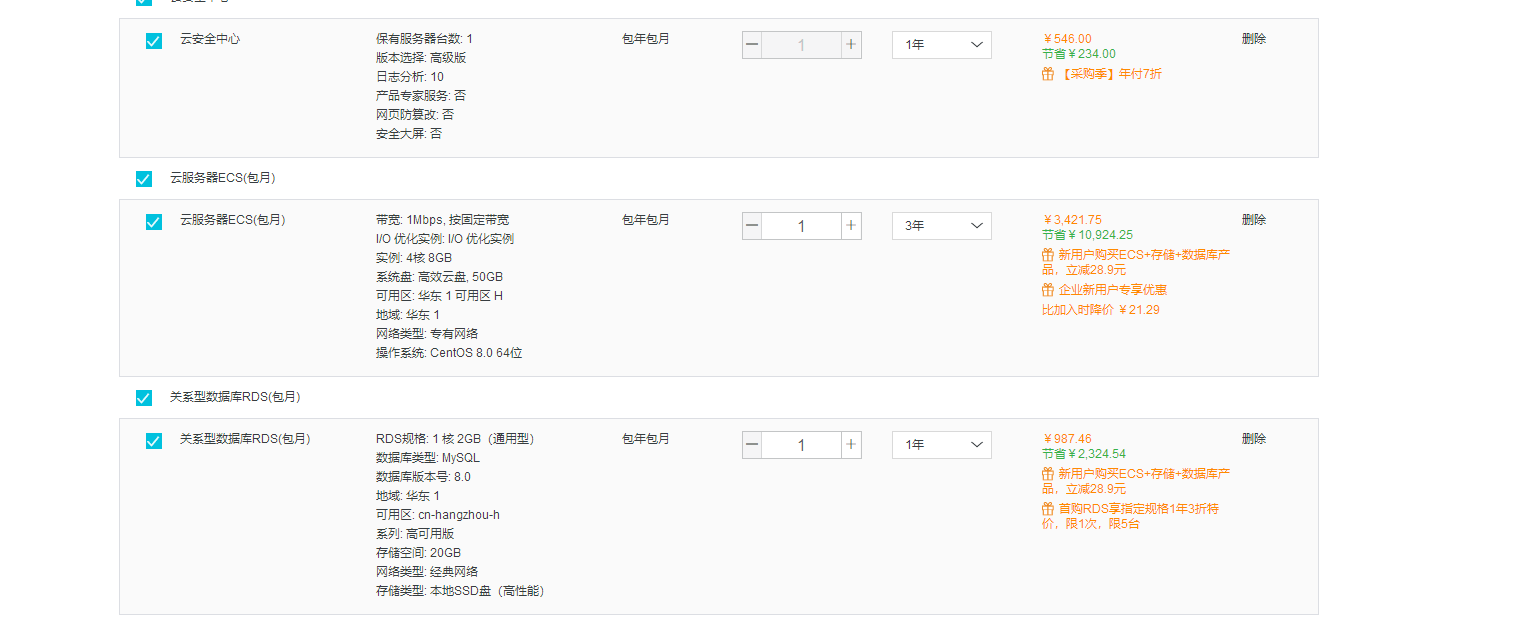 云安全中心
云安全中心
保有服务器台数: 1
版本选择: 高级版
日志分析: 10
产品专家服务: 否
网页防篡改: 否
安全大屏: 否
包年包月
1
1年
￥546.00
节省￥234.00
【采购季】年付7折
删除
云服务器ECS(包月)
云服务器ECS(包月)
带宽: 1Mbps, 按固定带宽
I/O 优化实例: I/O 优化实例
实例: 4核 8GB
系统盘: 高效云盘, 50GB
可用区: 华东 1 可用区 H
地域: 华东 1
网络类型: 专有网络
操作系统: CentOS 8.0 64位
包年包月
1
3年
￥3,421.75
节省￥10,924.25
新用户购买ECS+存储+数据库产
品，立减28.9元
企业新用户专享优惠
比加入时降价 ￥21.29
删除
关系型数据库RDS(包月)
关系型数据库RDS(包月)
RDS规格: 1 核 2GB（通用型）
数据库类型: MySQL
数据库版本号: 8.0
地域: 华东 1
可用区: cn-hangzhou-h
系列: 高可用版
存储空间: 20GB
网络类型: 经典网络
存储类型: 本地SSD盘（高性能）
包年包月
1
1年
￥987.46
节省￥2,324.54
新用户购买ECS+存储+数据库产
品，立减28.9元
首购RDS享指定规格1年3折特
价，限1次，限5台
删除